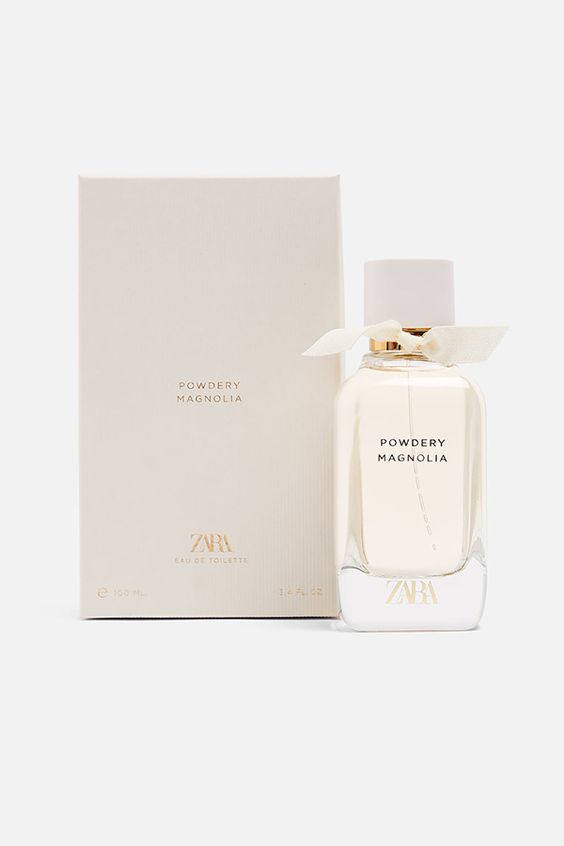 POWDERY
MAGNOLIA
ZARA
EAU DE TOILETTE
e 100 ML.
3.4 FL.OZ
POWDERY
MAGNOLIA
ZARA